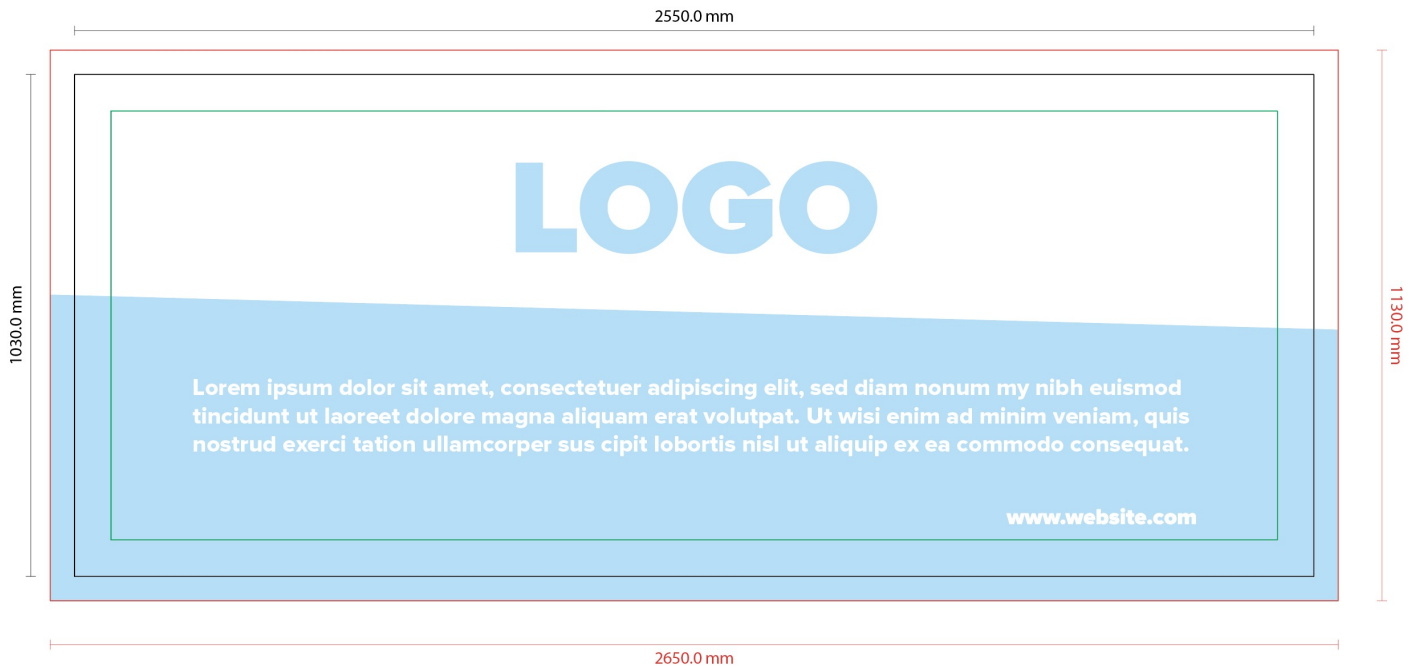 2550.0 mm
1030.0 mm
1130.0 mm
LOGO
Lorem ipsum dolor sit amet, consectetuer adipiscing elit, sed diam nonum my nibh euismod
tincidunt ut laoreet dolore magna aliquam erat volutpat. Ut wisi enim ad minim veniam, quis
nostrud exerci tation ullamcorper sus cipit lobortis nisl ut aliquip ex ea commodo consequat.
www.website.com
2650.0 mm